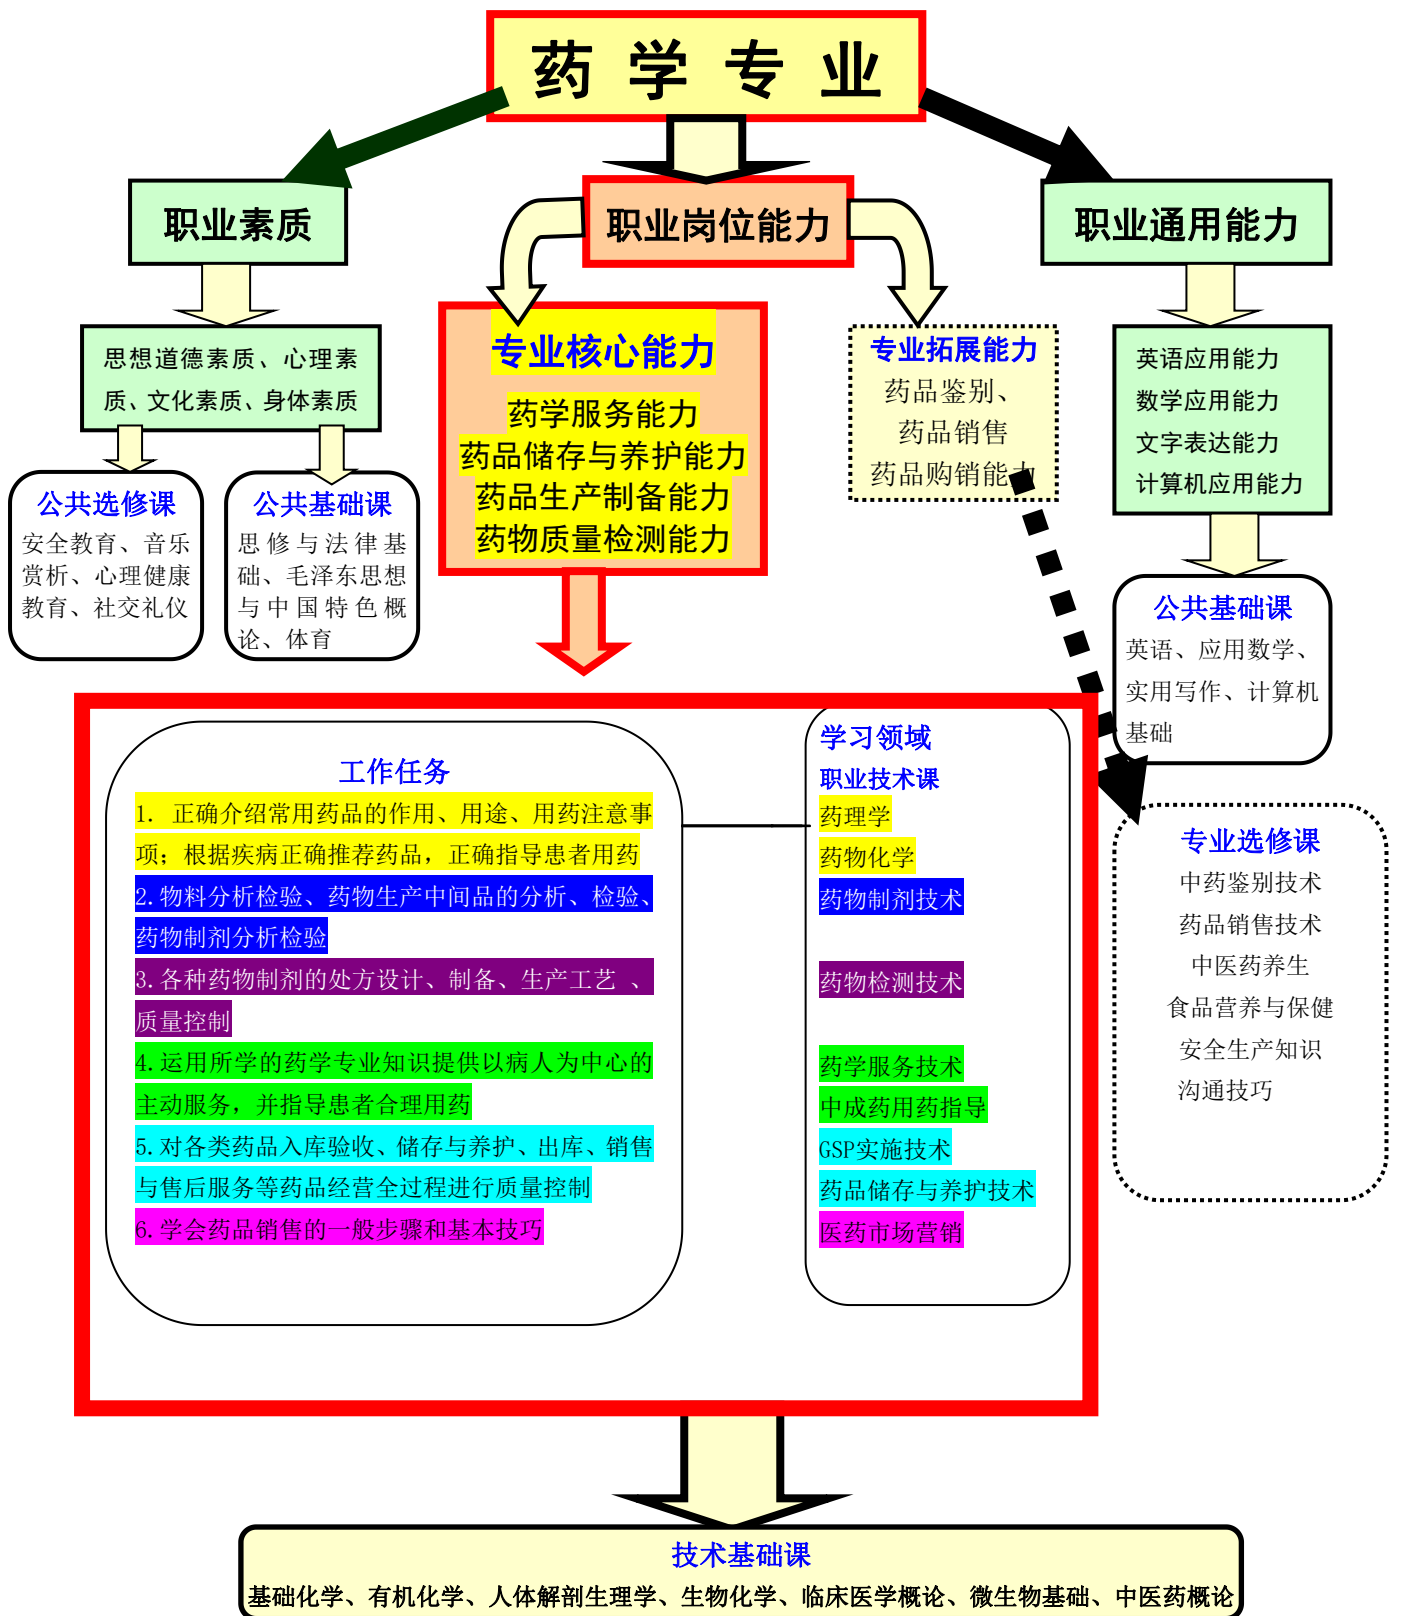 药 学 专 业
职业素质
职业岗位能力
职业通用能力
思想道德素质、心理素
质、文化素质、身体素质
专业核心能力
药学服务能力
药品储存与养护能力
药品生产制备能力
药物质量检测能力
专业拓展能力
药品鉴别、
药品销售
药品购销能力
英语应用能力
数学应用能力
文字表达能力
计算机应用能力
公共选修课
安全教育、音乐
赏析、心理健康
教育、社交礼仪
公共基础课
思修与法律基
础、毛泽东思想
与中国特色概
论、体育
公共基础课
英语、应用数学、
实用写作、计算机
基础
工作任务
1. 正确介绍常用药品的作用、用途、用药注意事
项；根据疾病正确推荐药品，正确指导患者用药
2.物料分析检验、药物生产中间品的分析、检验、
药物制剂分析检验
3.各种药物制剂的处方设计、制备、生产工艺 、
质量控制
4.运用所学的药学专业知识提供以病人为中心的
主动服务，并指导患者合理用药
5.对各类药品入库验收、储存与养护、出库、销售
与售后服务等药品经营全过程进行质量控制
6.学会药品销售的一般步骤和基本技巧
学习领域
职业技术课
药理学
药物化学
药物制剂技术
药物检测技术
药学服务技术
中成药用药指导
GSP实施技术
药品储存与养护技术
医药市场营销
专业选修课
中药鉴别技术
药品销售技术
中医药养生
食品营养与保健
安全生产知识
沟通技巧
技术基础课
基础化学、有机化学、人体解剖生理学、生物化学、临床医学概论、微生物基础、中医药概论